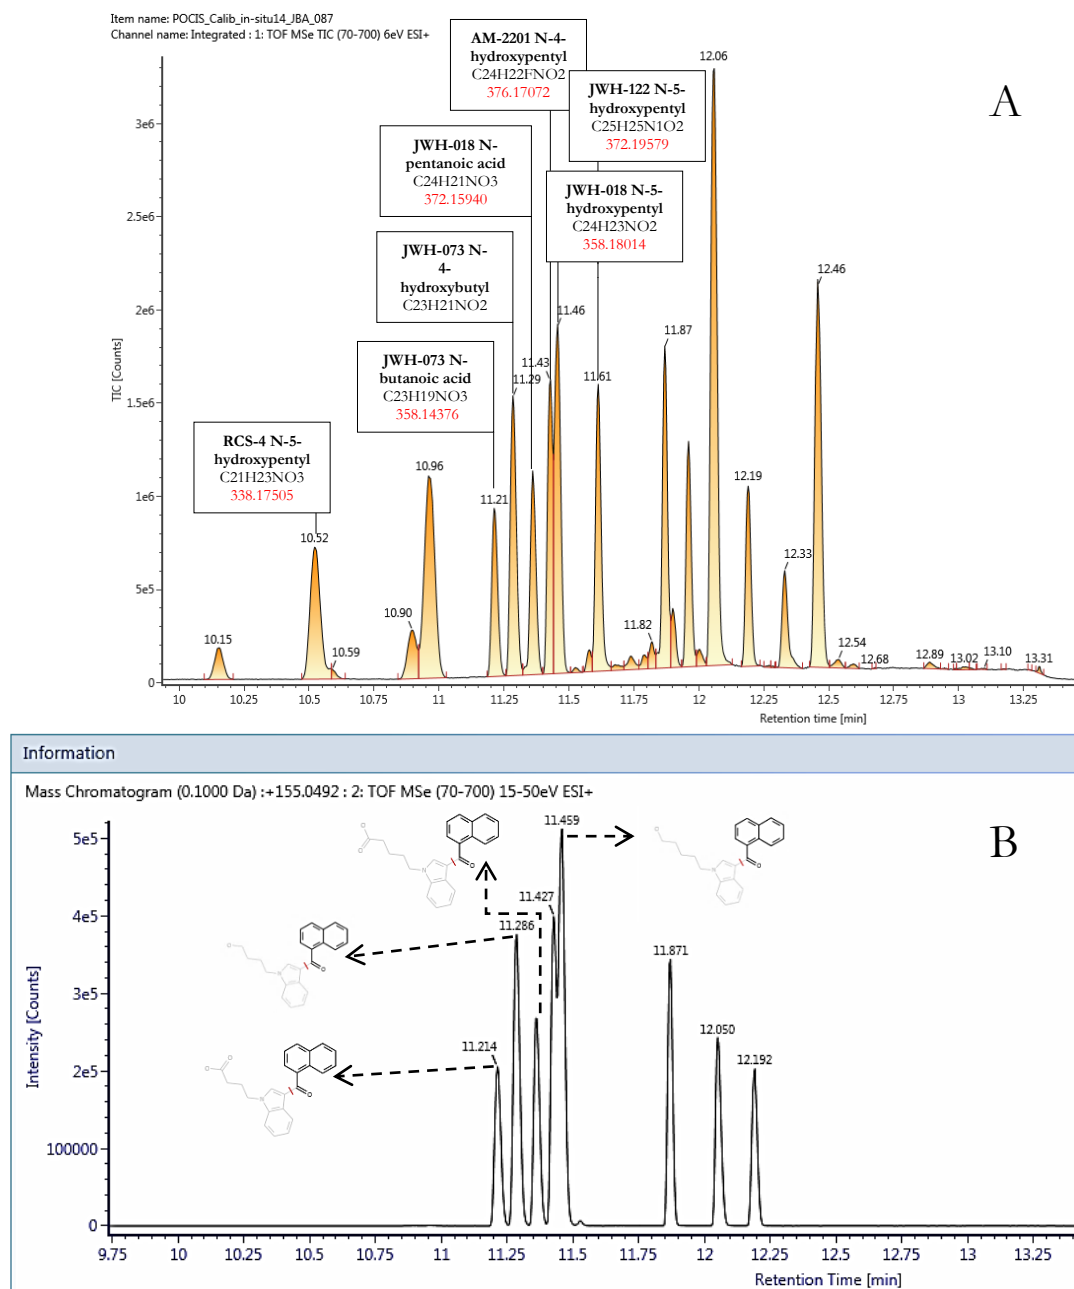 Item name: POCIS_Calib_in-situ14_JBA_087
Channel name: Integrated : 1: TOF MSe TIC (70-700) 6eV ESI+
A
AM-2201 N-4-
hydroxypentyl
C24H22FNO2
376.17072
JWH-122 N-5-
hydroxypentyl
C25H25N1O2
372.19579
JWH-018 N-
pentanoic acid
C24H21NO3
372.15940
JWH-018 N-5-
hydroxypentyl
C24H23NO2
358.18014
JWH-073 N-
4-
hydroxybutyl
C23H21NO2
JWH-073 N-
butanoic acid
C23H19NO3
358.14376
RCS-4 N-5-
hydroxypentyl
C21H23NO3
338.17505
TIC [Counts]
3e6
2.5e6
2e6
1.5e6
1e6
5e5
0
10.15
10.52
10.59
10.90
10.96
11.21
11.29
11.43
11.46
11.61
11.82
11.87
12.06
12.19
12.33
12.46
12.54
12.68
12.89
13.02
13.10
13.31
10 10.25 10.5 10.75 11 11.25 11.5 11.75 12 12.25 12.5 12.75 13 13.25
Retention time [min]
Information
Mass Chromatogram (0.1000 Da) :+155.0492 : 2: TOF MSe (70-700) 15-50eV ESI+
B
Intensity [Counts]
5e5
4e5
3e5
2e5
100000
0
11.214
11.286
11.427
11.459
11.871
12.050
12.192
9.75 10 10.25 10.5 10.75 11 11.25 11.5 11.75 12 12.25 12.5 12.75 13 13.25
Retention Time [min]